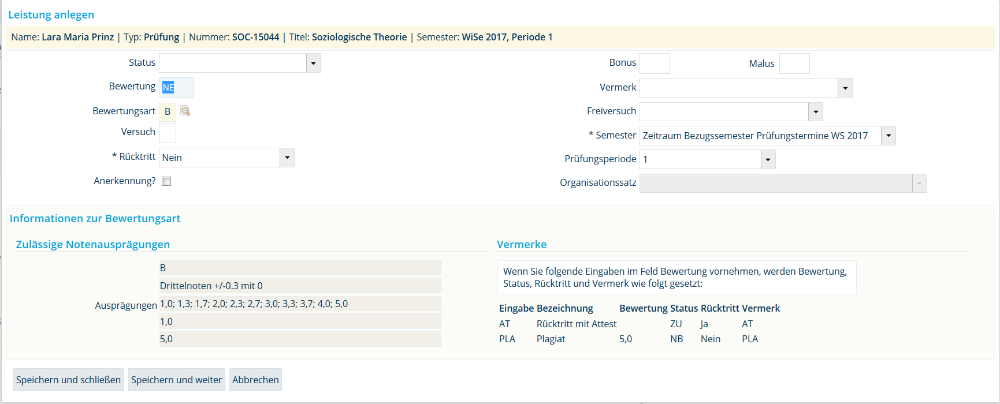 Leistung anlegen
Name: Lara Maria Prinz | Typ: Prüfung | Nummer: SOC-15044 | Titel: Soziologische Theorie | Semester: WiSe 2017, Periode 1
Status
Bewertung NE
Bewertungsart B
Versuch
* Rücktritt Nein
Anerkennung?
Bonus Malus
Vermerk
Freiversuch
* Semester Zeitraum Bezugssemester Prüfungstermine WS 2017
Prüfungsperiode 1
Organisationssatz
Informationen zur Bewertungsart
Zulässige Notenausprägungen
B
Drittelnoten +/-0.3 mit 0
Ausprägungen 1,0; 1,3; 1,7; 2,0; 2,3; 2,7; 3,0; 3,3; 3,7; 4,0; 5,0
1,0
5,0
Vermerke
Wenn Sie folgende Eingaben im Feld Bewertung vornehmen, werden Bewertung,
Status, Rücktritt und Vermerk wie folgt gesetzt:
Eingabe Bezeichnung Bewertung Status Rücktritt Vermerk
AT Rücktritt mit Attest ZU Ja AT
PLA Plagiat 5,0 NB Nein PLA
Speichern und schließen Speichern und weiter Abbrechen